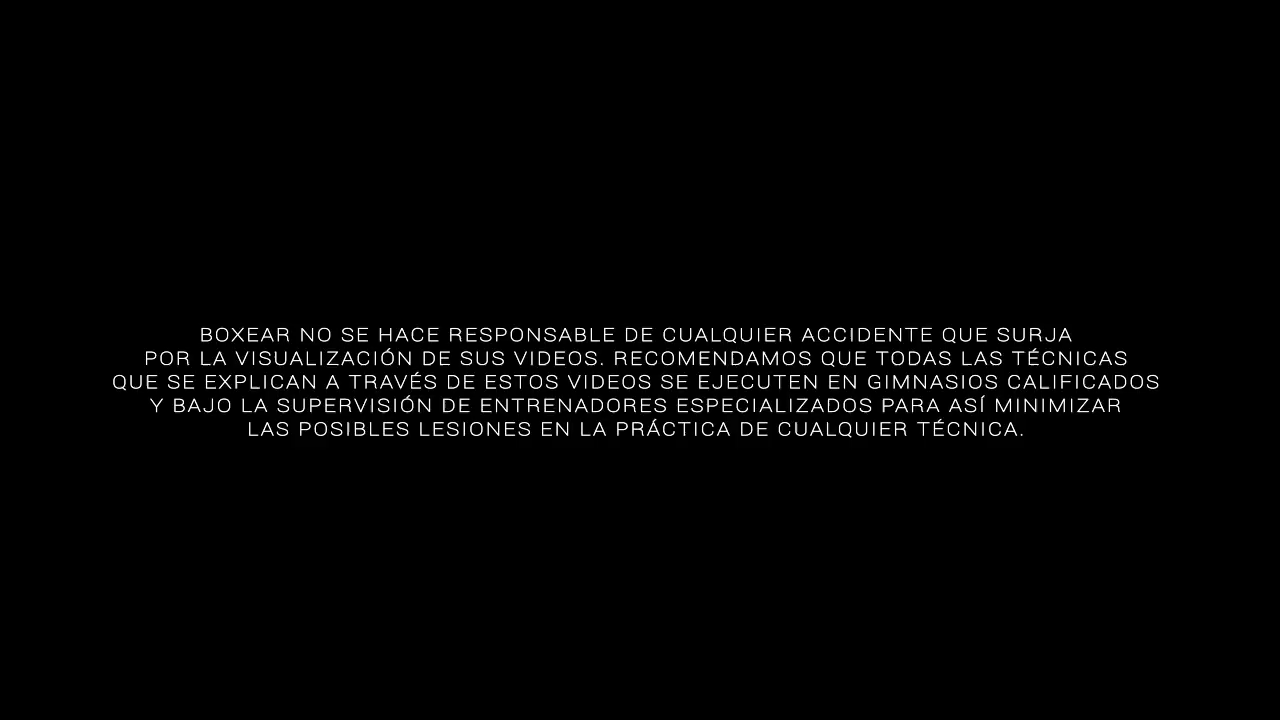 BOXEAR NO SE HACE RESPONSABLE DE CUALQUIER ACCIDENTE QUE SURJA
POR LA VISUALIZACIÓN DE SUS VIDEOS. RECOMENDAMOS QUE TODAS LAS TÉCNICAS
QUE SE EXPLICAN A TRAVÉS DE ESTOS VIDEOS SE EJECUTEN EN GIMNASIOS CALIFICADOS
Y BAJO LA SUPERVISIÓN DE ENTRENADORES ESPECIALIZADOS PARA ASÍ MINIMIZAR
LAS POSIBLES LESIONES EN LA PRÁCTICA DE CUALQUIER TÉCNICA.